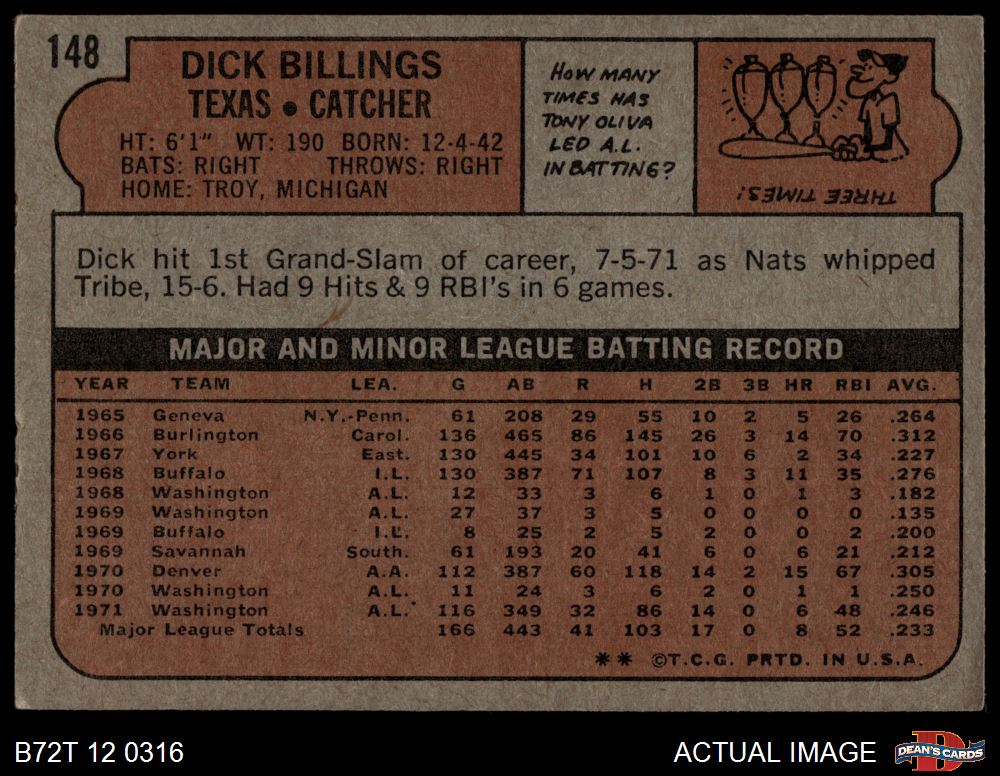 148
DICK BILLINGS
TEXAS • CATCHER
HT: 6'1" WT: 190 BORN: 12-4-42
BATS: RIGHT THROWS: RIGHT
HOME: TROY, MICHIGAN
HOW MANY
TIMES HAS
TONY OLIVA
LED A.L.
IN BATTING?
THREE TIMES!
Dick hit 1st Grand-Slam of career, 7-5-71 as Nats whipped
Tribe, 15-6. Had 9 Hits & 9 RBI's in 6 games.
MAJOR AND MINOR LEAGUE BATTING RECORD
YEAR TEAM LEA. G AB R H 2B 3B HR RBI AVG.
1965 Geneva N.Y.-Penn. 61 208 29 55 10 2 5 26 .264
1966 Burlington Carol. 136 465 86 145 26 3 14 70 .312
1967 York East. 130 445 34 101 10 6 2 34 .227
1968 Buffalo I.L. 130 387 71 107 8 3 11 35 .276
1968 Washington A.L. 12 33 3 6 1 0 1 3 .182
1969 Washington A.L. 27 37 3 5 0 0 0 0 .135
1969 Buffalo I.L. 8 25 2 5 2 0 0 2 .200
1969 Savannah South. 61 193 20 41 6 0 6 21 .212
1970 Denver A.A. 112 387 60 118 14 2 15 67 .305
1970 Washington A.L. 11 24 3 6 2 0 1 1 .250
1971 Washington A.L. 116 349 32 86 14 0 6 48 .246
Major League Totals 166 443 41 103 17 0 8 52 .233
** ©T.C.G. PRTD. IN U.S.A.
B72T 12 0316
ACTUAL IMAGE
DEAN'S CARDS